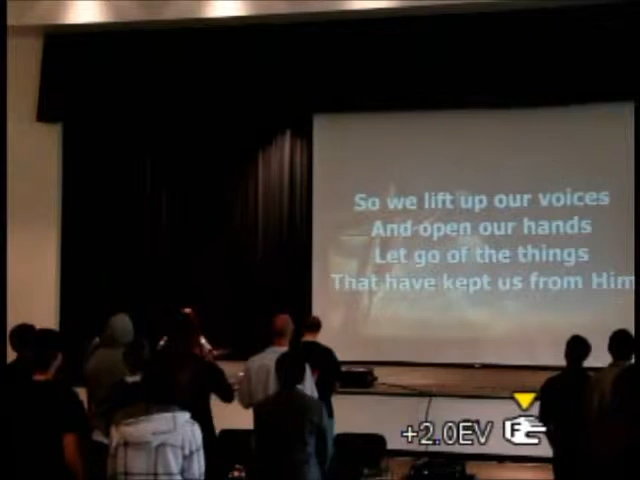 So we lift up our voices
And open our hands
Let go of the things
That have kept us from Him
+2.0EV